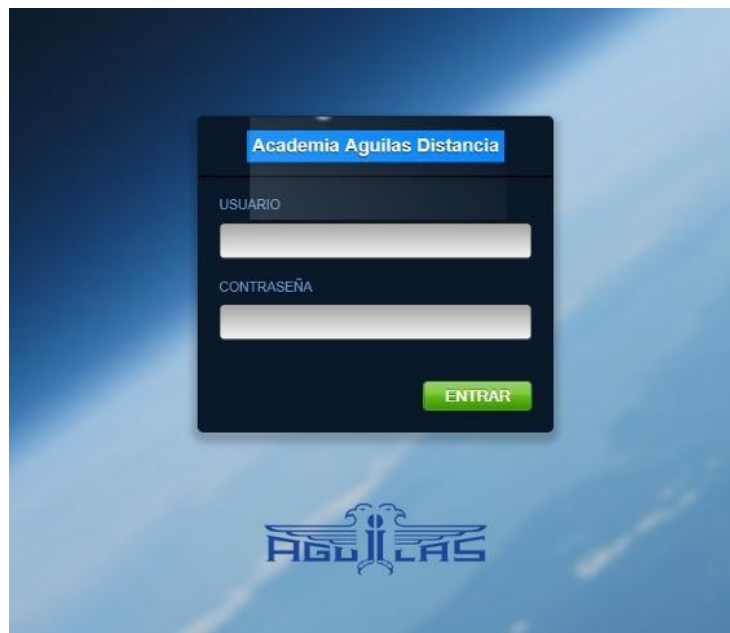 Academia Aguilas Distancia
USUARIO
CONTRASEÑA
ENTRAR
AGUILAS